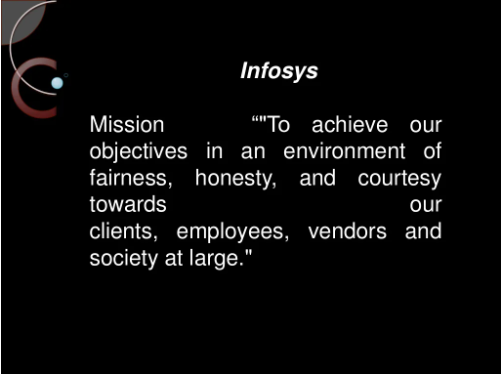 Infosys
Mission “"To achieve our
objectives in an environment of
fairness, honesty, and courtesy
towards our
clients, employees, vendors and
society at large."